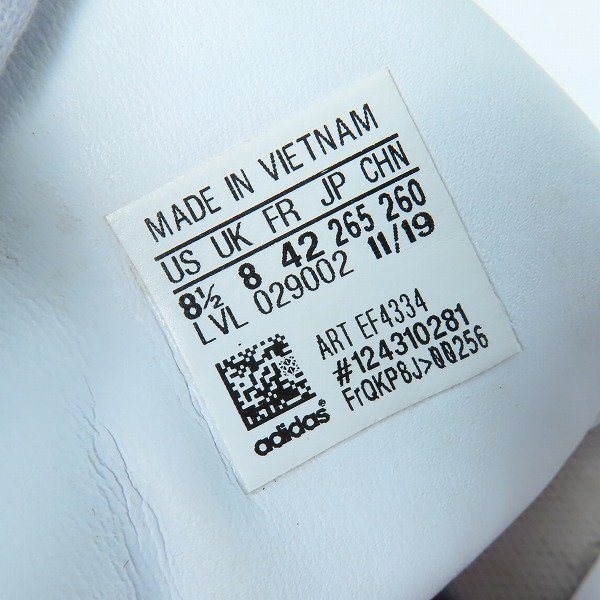 MADE IN VIETNAM
US UK FR JP CHN
8½ 8 42 265 260
LVL 029002 11/19
ART EF4334
#124310281
FrQKP8J>00256
adidas